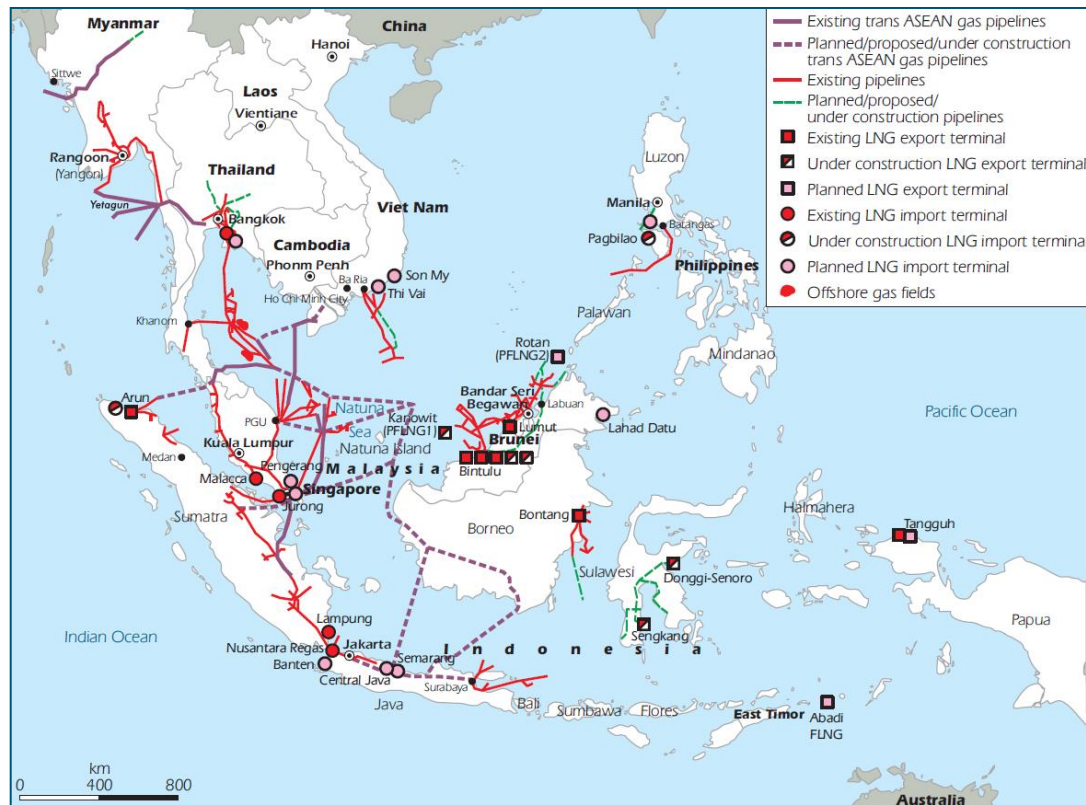 Myanmar
China
Hanoi
Sittwe
Laos
Vientiane
Rangoon
(Yangon)
Thailand
Yetagun
Bangkok
Viet Nam
Cambodia
Phonm Penh
Ba Ria
Ho Chi Minh City
Son My
Thi Vai
Khanom
Luzon
Manila
Batangas
Pagbilao
Philippines
Palawan
Mindanao
Rotan
(PFLNG2)
Bandar Seri
Begawan
Labuan
Lumut
Brunei
Lahad Datu
Kanowit
(PFLNG1)
Bintulu
Arun
PGU
Natuna
Sea
Natuna Island
Medan
Kuala Lumpur
Pengerang
Malaysia
Malacca
Singapore
Jurong
Sumatra
Borneo
Bontang
Sulawesi
Donggi-Senoro
Sengkang
Halmahera
Tangguh
Papua
Pacific Ocean
Indian Ocean
Lampung
Nusantara Regas
Jakarta
Banten
Semarang
Central Java
Indonesia
Java
Surabaya
Bali
Sumbawa
Flores
East Timor
Abadi
FLNG
Australia
km
0 400 800
Existing trans ASEAN gas pipelines
Planned/proposed/under construction
trans ASEAN gas pipelines
Existing pipelines
Planned/proposed/
under construction pipelines
Existing LNG export terminal
Under construction LNG export terminal
Planned LNG export terminal
Existing LNG import terminal
Under construction LNG import terminal
Planned LNG import terminal
Offshore gas fields